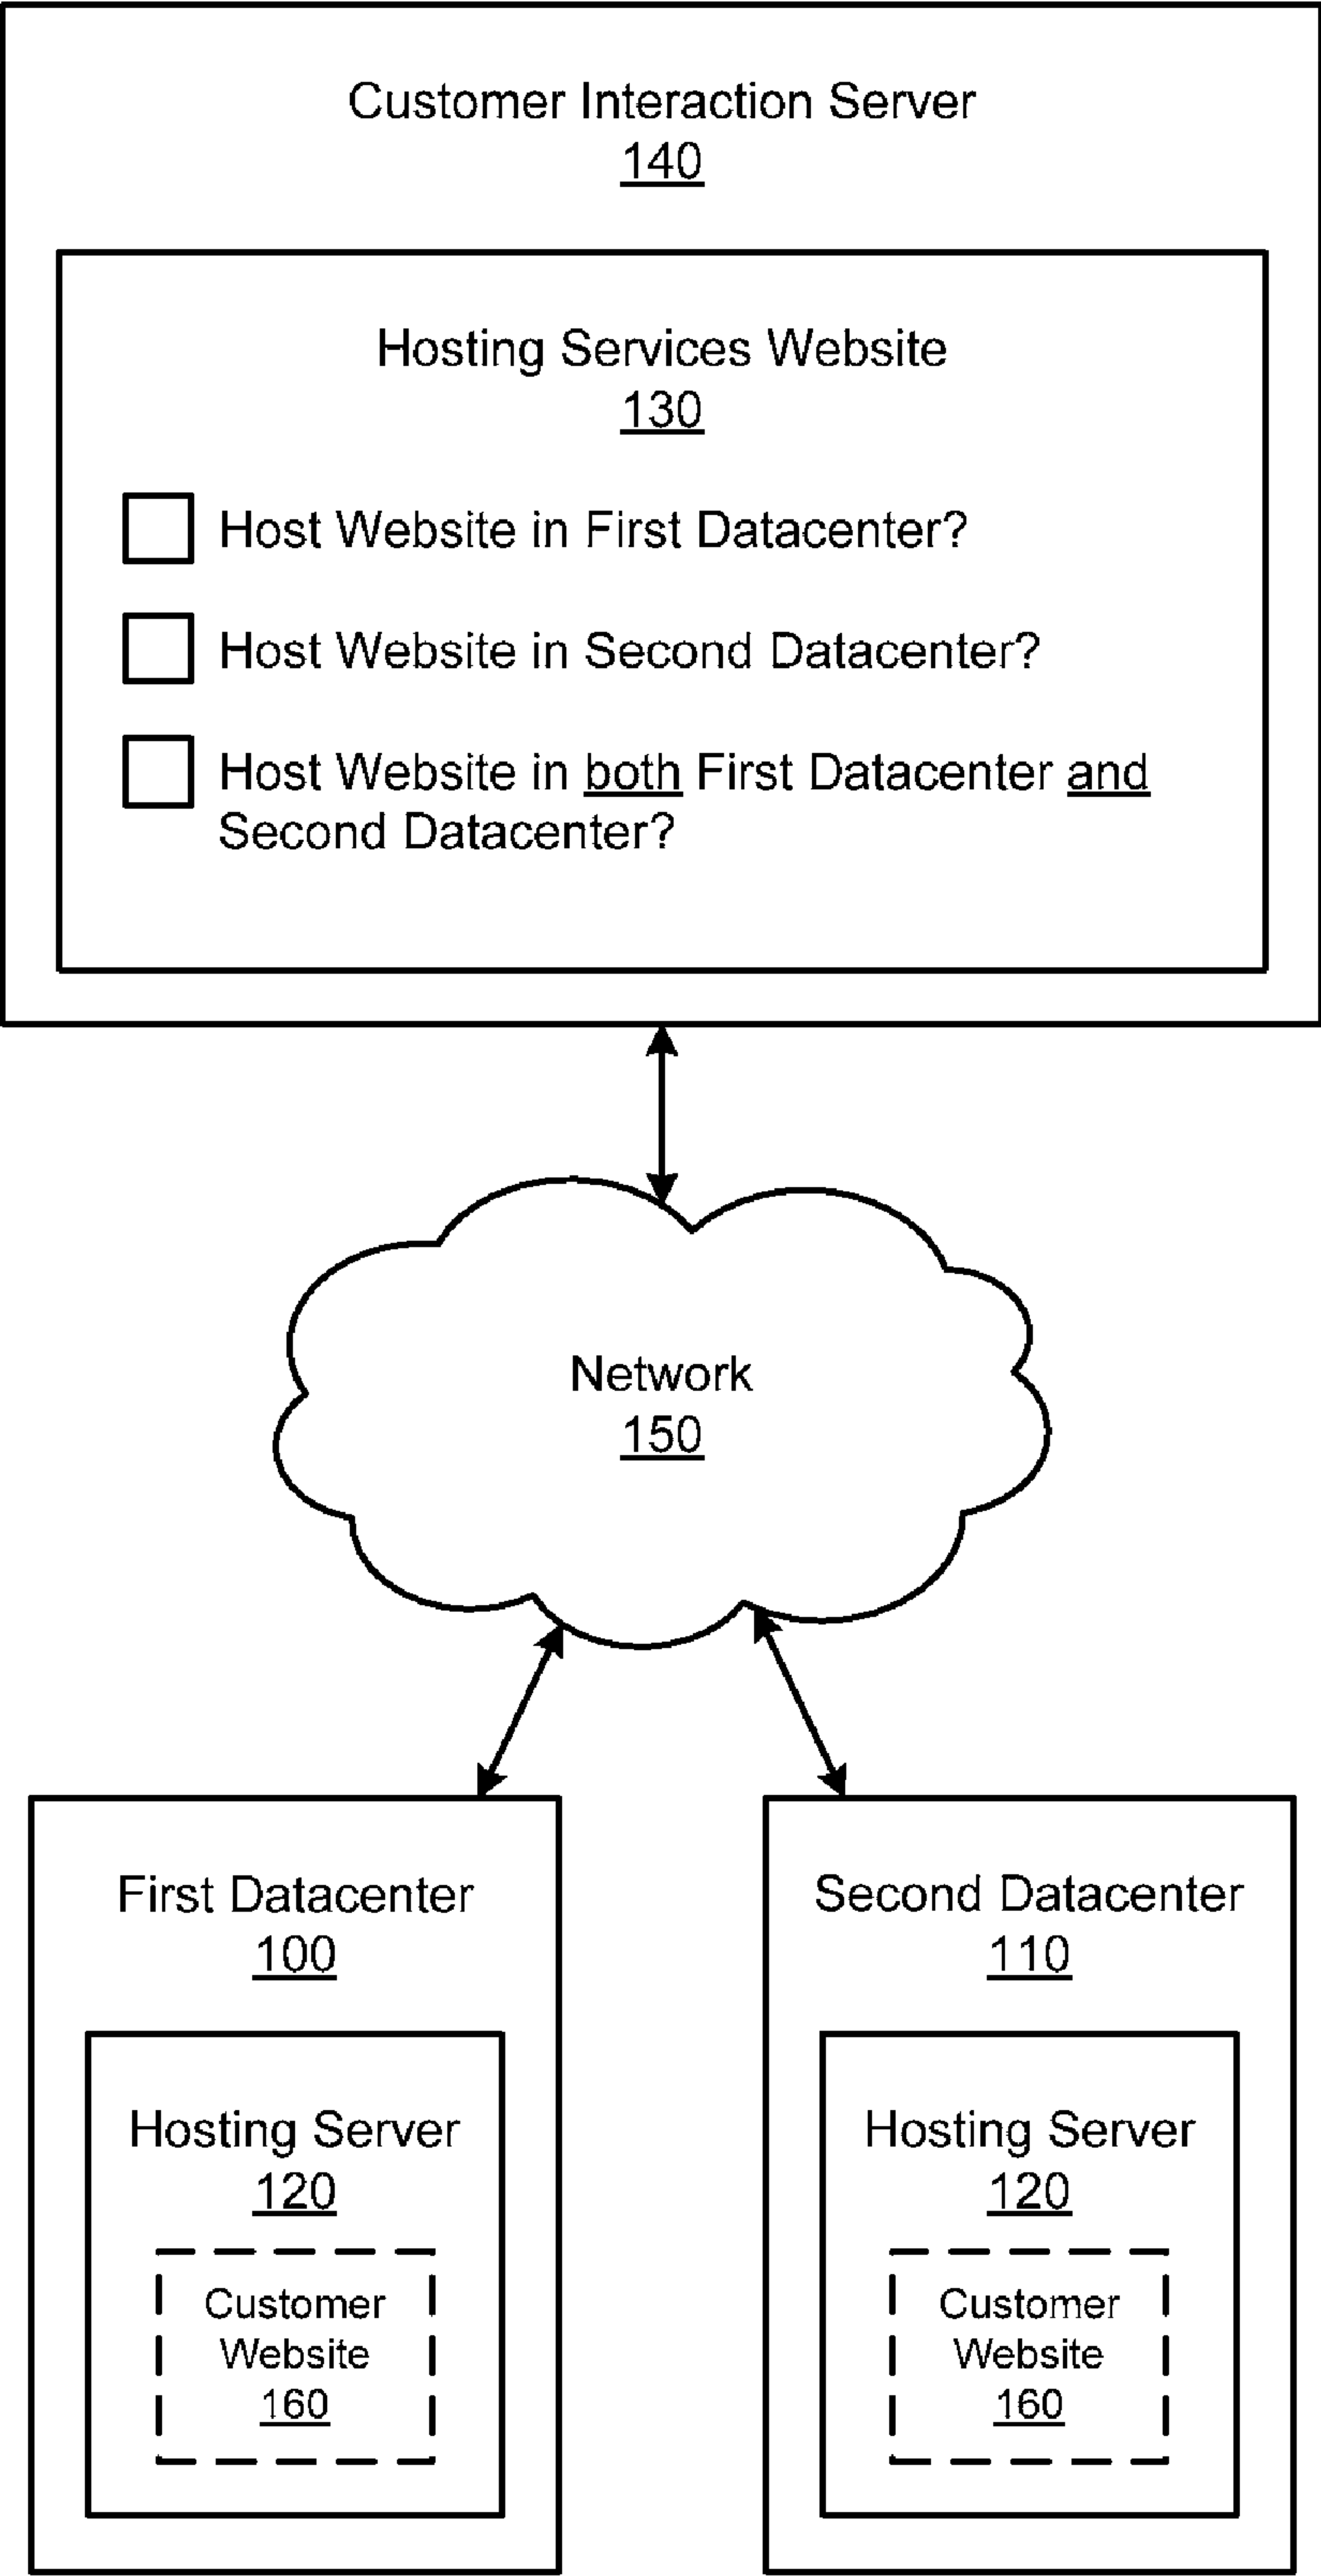 Customer Interaction Server
140
Hosting Services Website
130
Host Website in First Datacenter?
Host Website in Second Datacenter?
Host Website in both First Datacenter and
Second Datacenter?
Network
150
First Datacenter
100
Hosting Server
120
Customer
Website
160
Second Datacenter
110
Hosting Server
120
Customer
Website
160